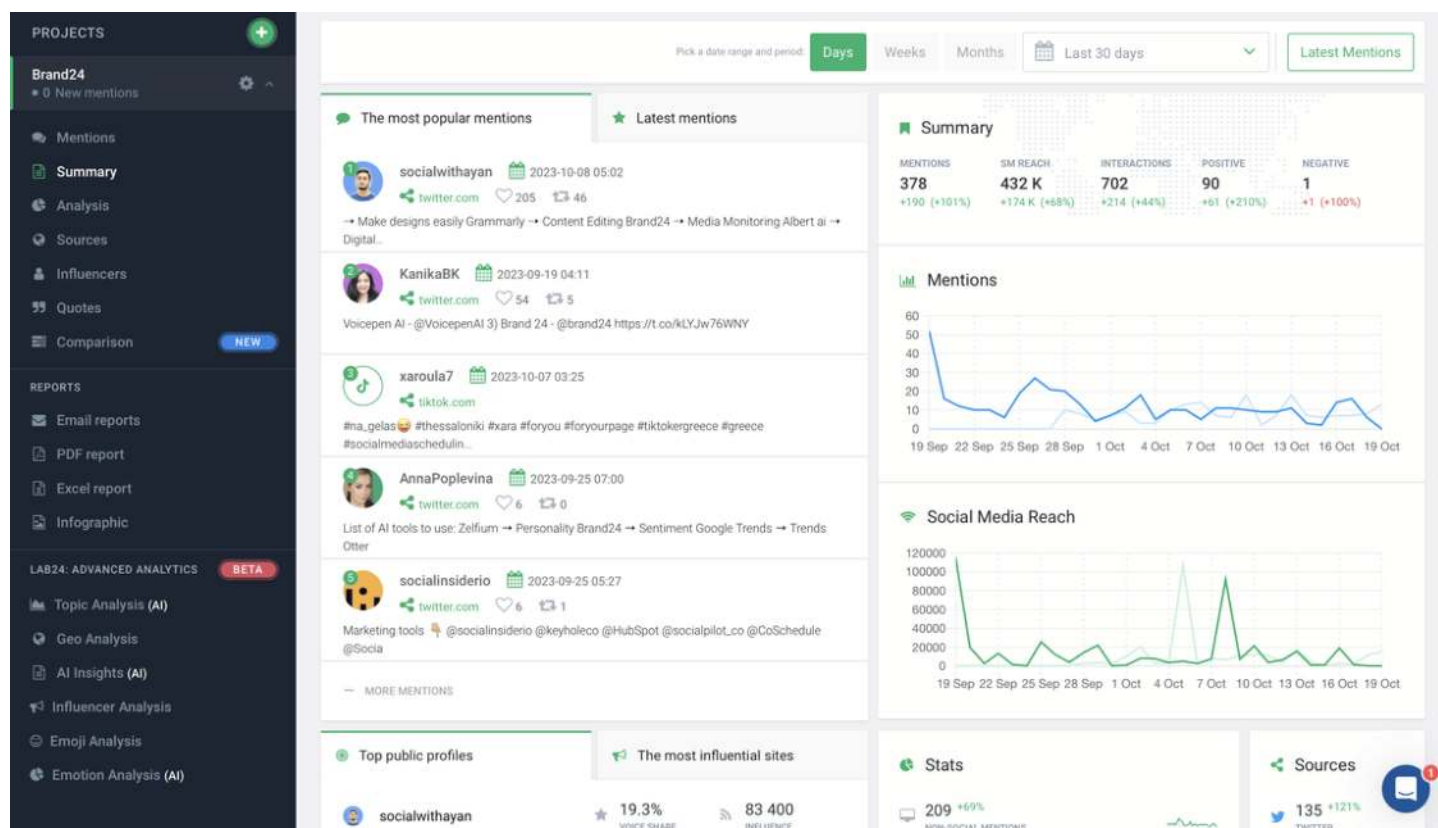 PROJECTS
Brand24
0 New mentions
Mentions
Summary
Analysis
Sources
Influencers
Quotes
Comparison NEW
REPORTS
Email reports
PDF report
Excel report
Infographic
LAB24: ADVANCED ANALYTICS BETA
Topic Analysis (AI)
Geo Analysis
AI Insights (AI)
Influencer Analysis
Emoji Analysis
Emotion Analysis (AI)
Pick a date range and period: Days Weeks Months Last 30 days Latest Mentions
The most popular mentions Latest mentions
1 socialwithayan 2023-10-08 05:02
twitter.com 205 46
→ Make designs easily Grammarly → Content Editing Brand24 → Media Monitoring Albert ai →
Digital..
2 KanikaBK 2023-09-19 04:11
twitter.com 54 5
Voicepen AI - @VoicepenAI 3) Brand 24 - @brand24 https://t.co/kLYJw76WNY
3 xaroula7 2023-10-07 03:25
tiktok.com
#na_gelas😅 #thessaloniki #xara #foryou #foryourpage #tiktokergreece #greece
#socialmediaschedulin...
4 AnnaPoplevina 2023-09-25 07:00
twitter.com 6 0
List of AI tools to use: Zelfium → Personality Brand24 → Sentiment Google Trends → Trends
Otter
5 socialinsiderio 2023-09-25 05:27
twitter.com 6 1
Marketing tools 👇🏼 @socialinsiderio @keyholeco @HubSpot @socialpilot_co @CoSchedule
@Socia
MORE MENTIONS
Summary
MENTIONS SM REACH INTERACTIONS POSITIVE NEGATIVE
378 432 K 702 90 1
+190 (+101%) +174 K (+68%) +214 (+44%) +61 (+210%) +1 (+100%)
Mentions
60
50
40
30
20
10
0
19 Sep 22 Sep 25 Sep 28 Sep 1 Oct 4 Oct 7 Oct 10 Oct 13 Oct 16 Oct 19 Oct
Social Media Reach
120000
100000
80000
60000
40000
20000
0
19 Sep 22 Sep 25 Sep 28 Sep 1 Oct 4 Oct 7 Oct 10 Oct 13 Oct 16 Oct 19 Oct
Top public profiles The most influential sites
socialwithayan 19.3% 83 400
VOICE SHARE INFLUENCE
Stats
209 +69%
NON-SOCIAL MENTIONS
Sources
135 +121%
TWITTER
1